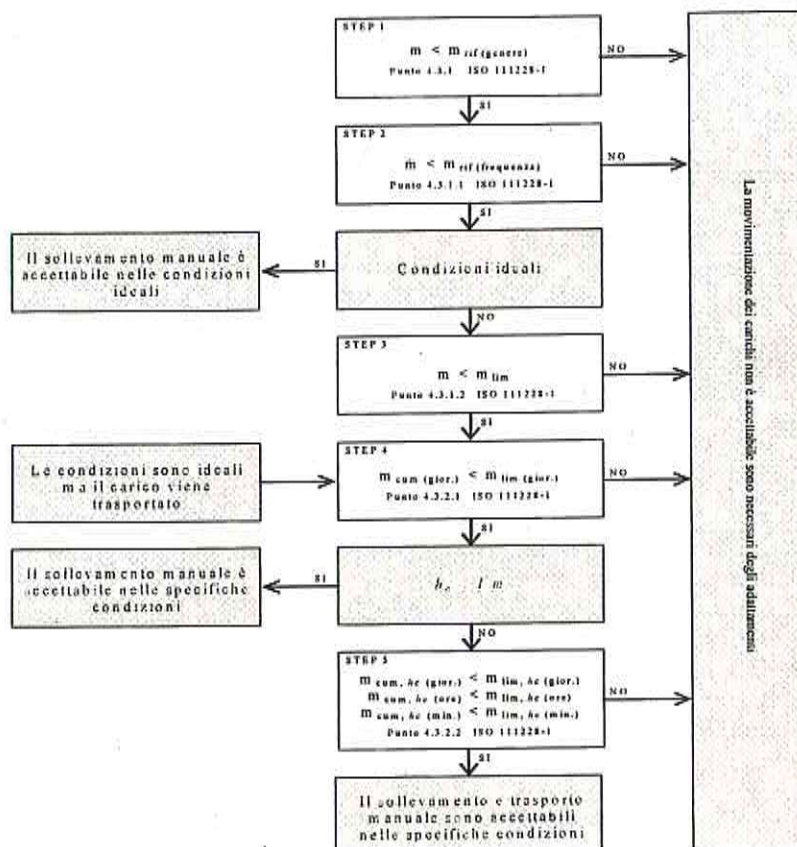 STEP 1
m < m rif (genere)
Punto 4.3.1 ISO 111228-1
NO
SI
STEP 2
m < m rif (frequenza)
Punto 4.3.1.1 ISO 111228-1
NO
SI
Il sollevamento manuale è
accettabile nelle condizioni
ideali
SI
Condizioni ideali
NO
STEP 3
m < m lim
Punto 4.3.1.2 ISO 111228-1
NO
SI
Le condizioni sono ideali
ma il carico viene
trasportato
STEP 4
m cum (gior.) < m lim (gior.)
Punto 4.3.2.1 ISO 111228-1
NO
SI
Il sollevamento manuale è
accettabile nelle specifiche
condizioni
SI
hc 1 m
NO
STEP 5
m cum, hc (gior.) < m lim, hc (gior.)
m cum, hc (ore) < m lim, hc (ore)
m cum, hc (min.) < m lim, hc (min.)
Punto 4.3.2.2 ISO 111228-1
NO
SI
Il sollevamento e trasporto
manuale sono accettabili
nelle specifiche condizioni
La movimentazione dei carichi non è accettabile sono necessari degli adattamenti